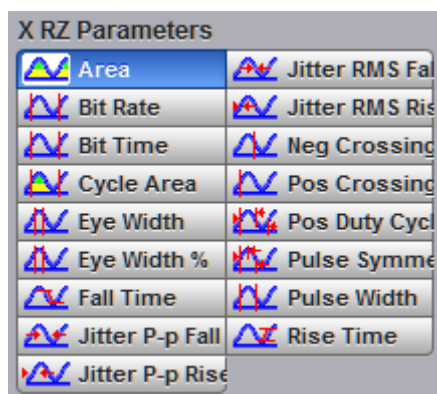 X RZ Parameters
Area
Bit Rate
Bit Time
Cycle Area
Eye Width
Eye Width %
Fall Time
Jitter P-p Fall
Jitter P-p Rise
Jitter RMS Fal
Jitter RMS Ris
Neg Crossing
Pos Crossing
Pos Duty Cycl
Pulse Symme
Pulse Width
Rise Time